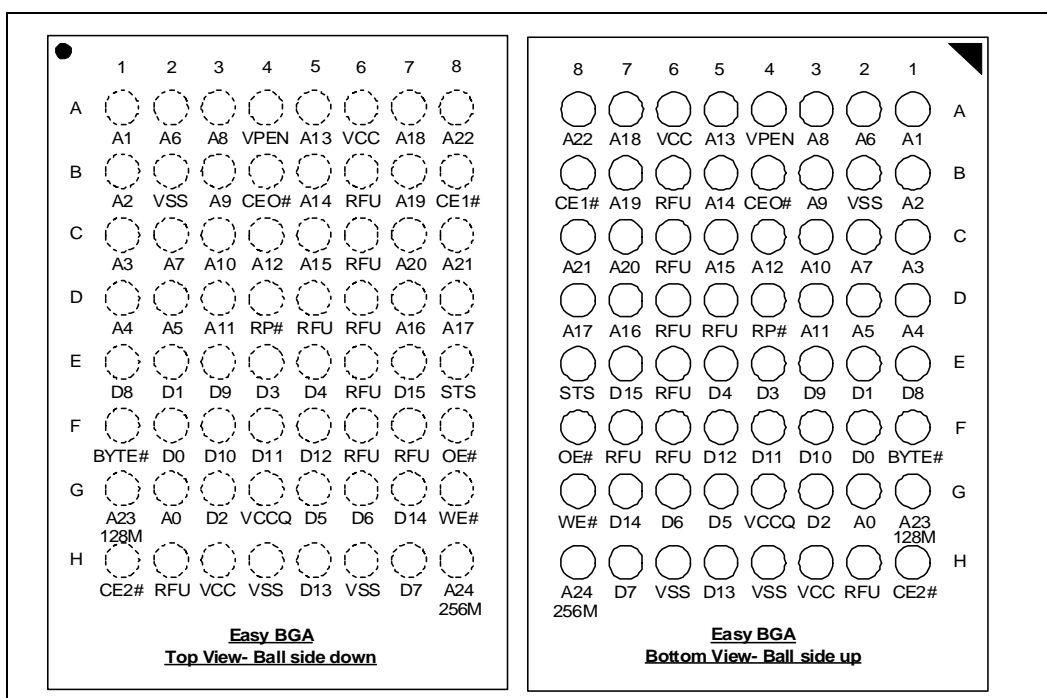 1 2 3 4 5 6 7 8
A
A1 A6 A8 VPEN A13 VCC A18 A22
B
A2 VSS A9 CEO# A14 RFU A19 CE1#
C
A3 A7 A10 A12 A15 RFU A20 A21
D
A4 A5 A11 RP# RFU RFU A16 A17
E
D8 D1 D9 D3 D4 RFU D15 STS
F
BYTE# D0 D10 D11 D12 RFU RFU OE#
G
A23 A0 D2 VCCQ D5 D6 D14 WE#
128M
H
CE2# RFU VCC VSS D13 VSS D7 A24
256M
Easy BGA
Top View- Ball side down
8 7 6 5 4 3 2 1
A
A22 A18 VCC A13 VPEN A8 A6 A1
B
CE1# A19 RFU A14 CEO# A9 VSS A2
C
A21 A20 RFU A15 A12 A10 A7 A3
D
A17 A16 RFU RFU RP# A11 A5 A4
E
STS D15 RFU D4 D3 D9 D1 D8
F
OE# RFU RFU D12 D11 D10 D0 BYTE#
G
WE# D14 D6 D5 VCCQ D2 A0 A23
128M
H
A24 D7 VSS D13 VSS VCC RFU CE2#
256M
Easy BGA
Bottom View- Ball side up